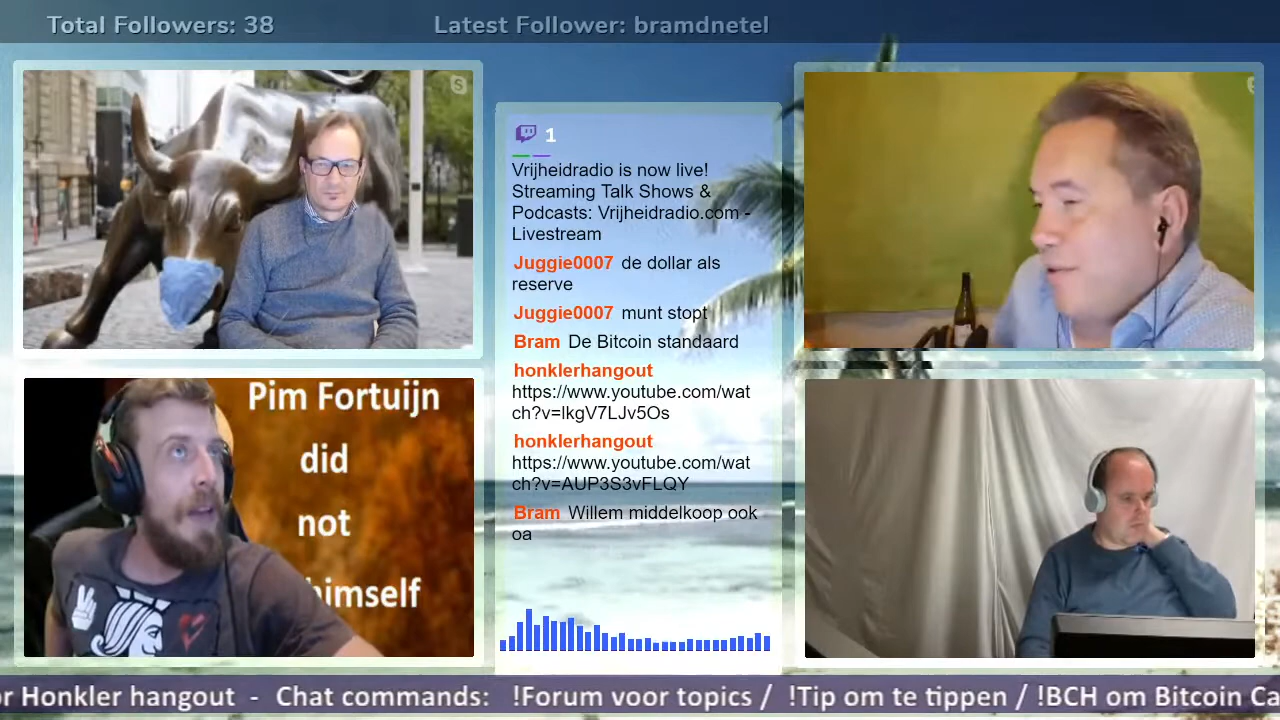 Total Followers: 38
Latest Follower: bramdnetel
1
Vrijheidradio is now live!
Streaming Talk Shows &
Podcasts: Vrijheidradio.com -
Livestream
Juggie0007 de dollar als
reserve
Juggie0007 munt stopt
Bram De Bitcoin standaard
honklerhangout
https://www.youtube.com/wat
ch?v=lkgV7LJv5Os
honklerhangout
https://www.youtube.com/wat
ch?v=AUP3S3vFLQY
Bram Willem middelkoop ook
oa
Pim Fortuijn
did
not
himself
or Honkler hangout - Chat commands: !Forum voor topics / !Tip om te tippen / !BCH om Bitcoin Ca